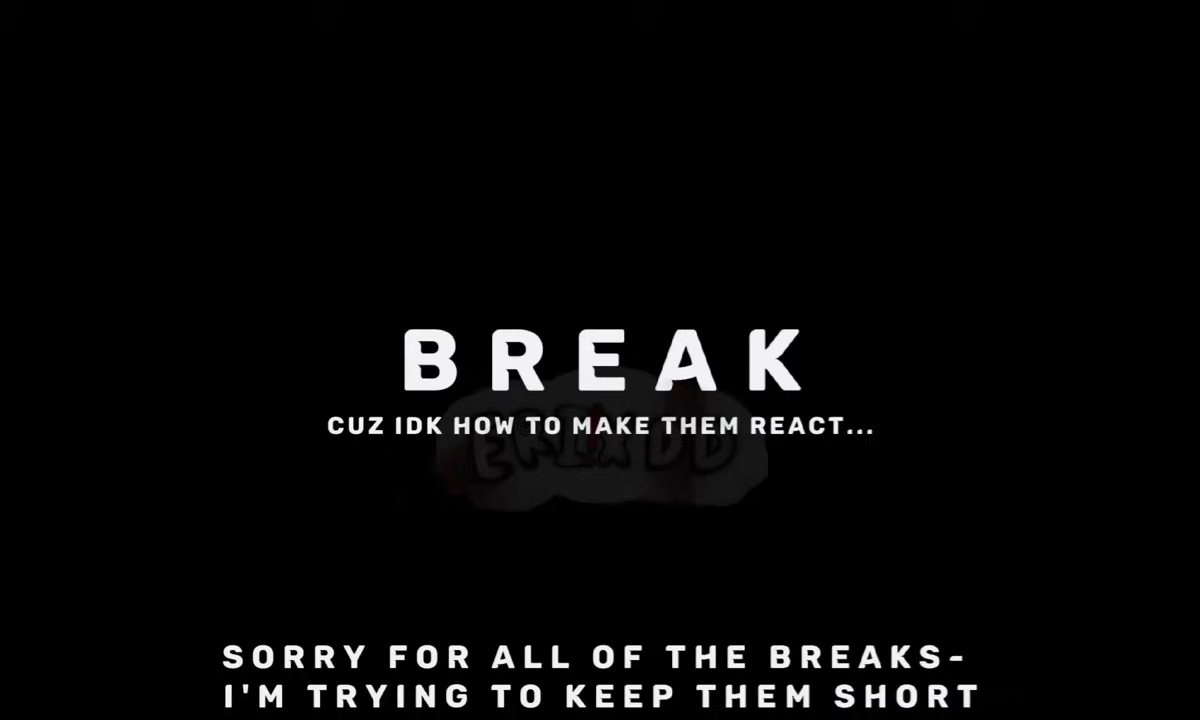 BREAK
CUZ IDK HOW TO MAKE THEM REACT...
SORRY FOR ALL OF THE BREAKS-
I'M TRYING TO KEEP THEM SHORT